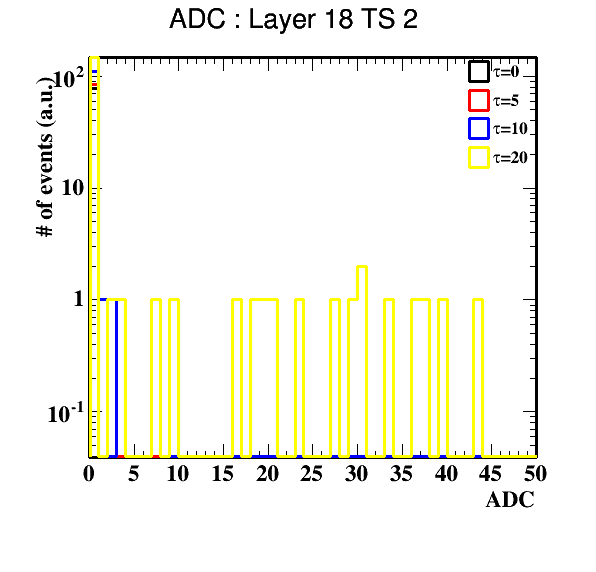 ADC : Layer 18 TS 2
# of events (a.u.)
10²
10
1
10⁻¹
τ=0
τ=5
τ=10
τ=20
0 5 10 15 20 25 30 35 40 45 50
ADC